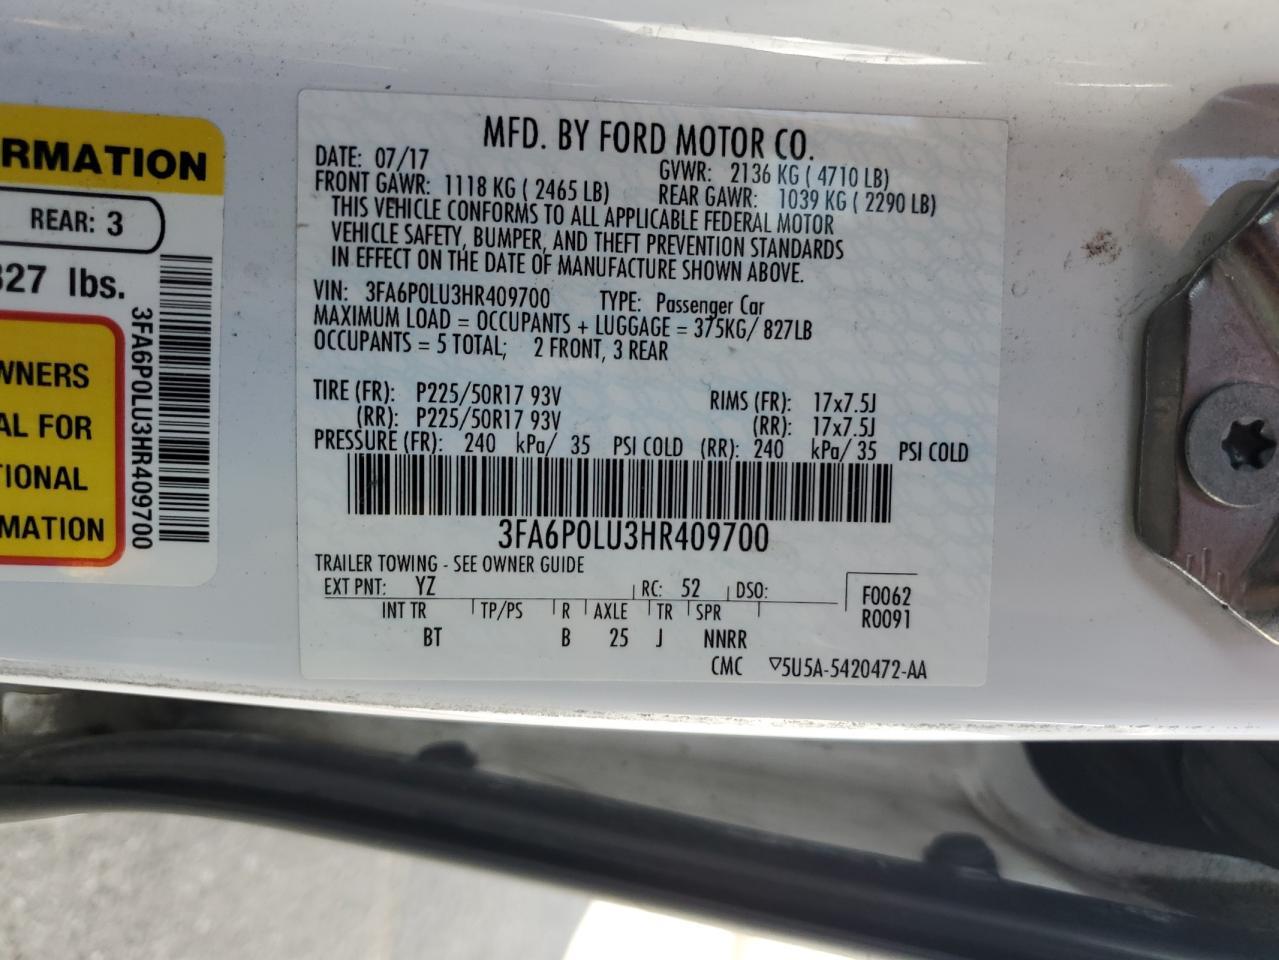 RMATION
REAR: 3
327 lbs.
WNERS
AL FOR
TIONAL
MATION
3FA6P0LU3HR409700
MFD. BY FORD MOTOR CO.
DATE: 07/17 GVWR: 2136 KG ( 4710 LB)
FRONT GAWR: 1118 KG ( 2465 LB) REAR GAWR: 1039 KG ( 2290 LB)
THIS VEHICLE CONFORMS TO ALL APPLICABLE FEDERAL MOTOR
VEHICLE SAFETY, BUMPER, AND THEFT PREVENTION STANDARDS
IN EFFECT ON THE DATE OF MANUFACTURE SHOWN ABOVE.
VIN: 3FA6P0LU3HR409700 TYPE: Passenger Car
MAXIMUM LOAD = OCCUPANTS + LUGGAGE = 375KG/ 827LB
OCCUPANTS = 5 TOTAL; 2 FRONT, 3 REAR
TIRE (FR): P225/50R17 93V RIMS (FR): 17x7.5J
(RR): P225/50R17 93V (RR): 17x7.5J
PRESSURE (FR): 240 kPa/ 35 PSI COLD (RR): 240 kPa/ 35 PSI COLD
3FA6P0LU3HR409700
TRAILER TOWING - SEE OWNER GUIDE
EXT PNT: YZ RC: 52 DSO: F0062
INT TR TP/PS R AXLE TR SPR R0091
BT B 25 J NNRR
CMC ▽5U5A-5420472-AA